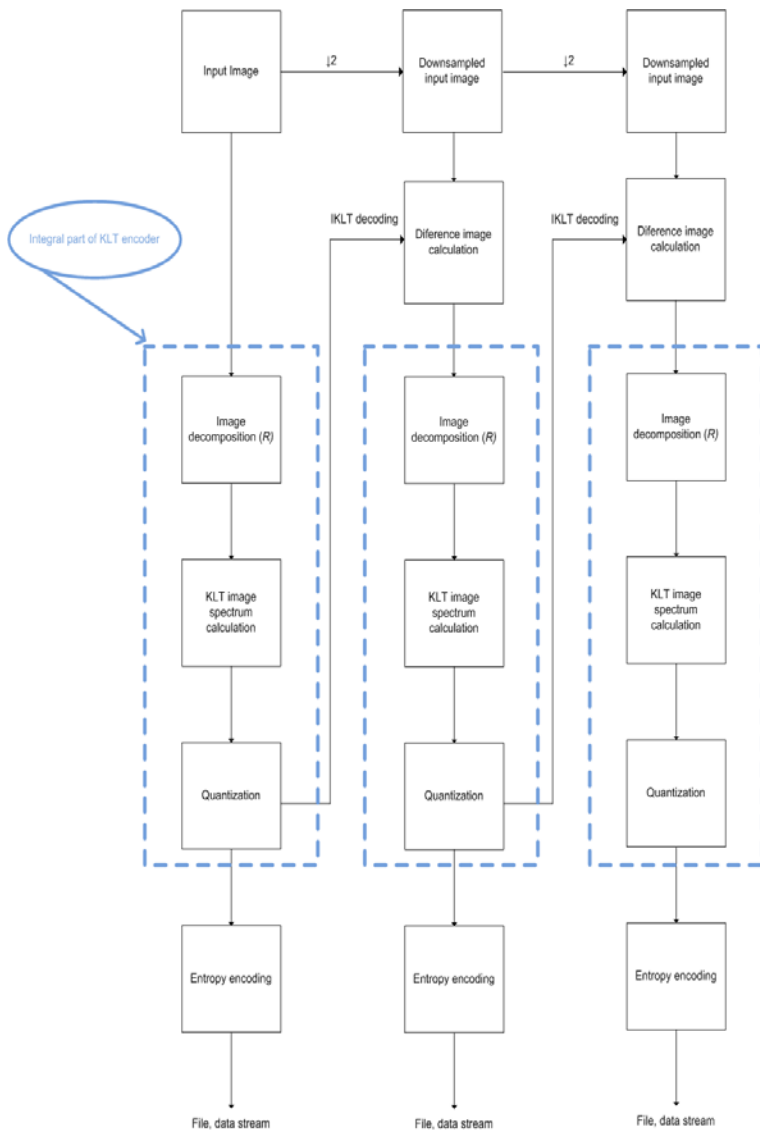 Input Image
↓2
Downsampled
input image
↓2
Downsampled
input image
Integral part of KLT encoder
IKLT decoding
Diference image
calculation
IKLT decoding
Diference image
calculation
Image
decomposition (R)
Image
decomposition (R)
Image
decomposition (R)
KLT image
spectrum
calculation
KLT image
spectrum
calculation
KLT image
spectrum
calculation
Quantization
Quantization
Quantization
Entropy encoding
Entropy encoding
Entropy encoding
File, data stream
File, data stream
File, data stream